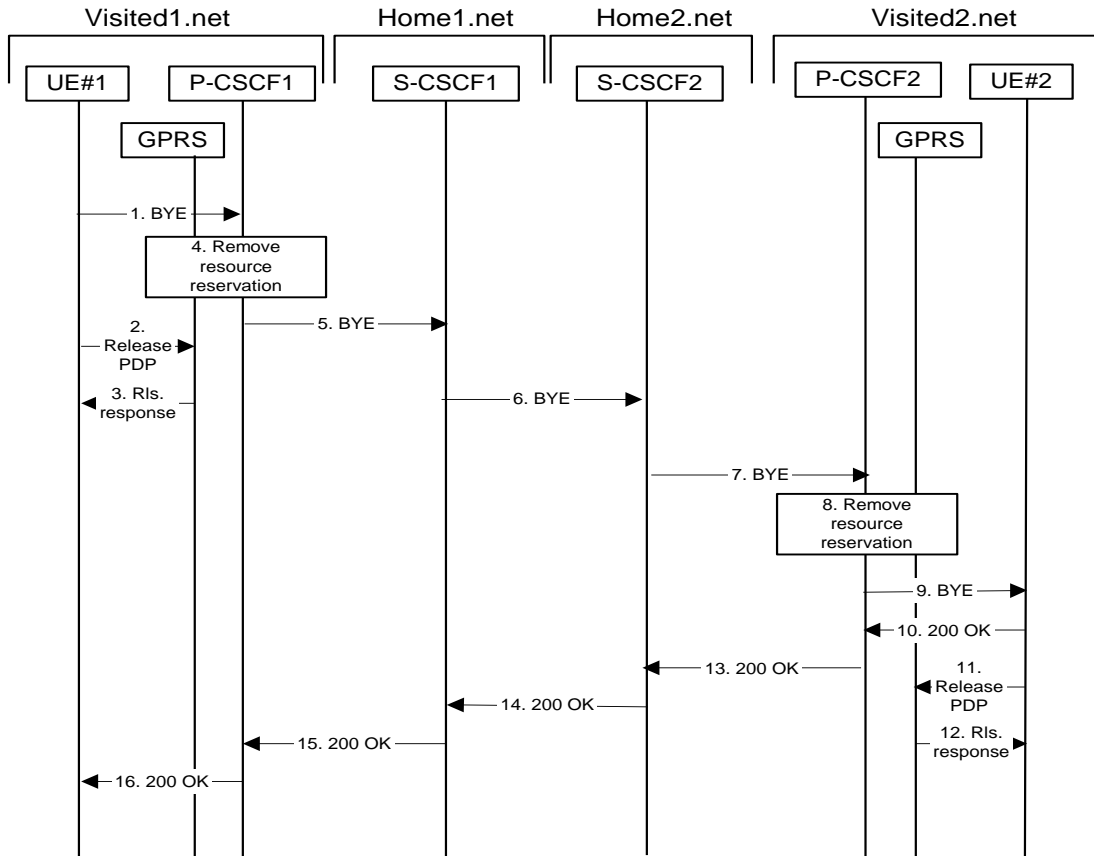 Visited1.net
Home1.net
Home2.net
Visited2.net
UE#1
P-CSCF1
S-CSCF1
S-CSCF2
P-CSCF2
UE#2
GPRS
GPRS
1. BYE
4. Remove
resource
reservation
5. BYE
2.
Release
PDP
3. Rls.
response
6. BYE
7. BYE
8. Remove
resource
reservation
9. BYE
10. 200 OK
13. 200 OK
11.
Release
PDP
14. 200 OK
12. Rls.
response
15. 200 OK
16. 200 OK